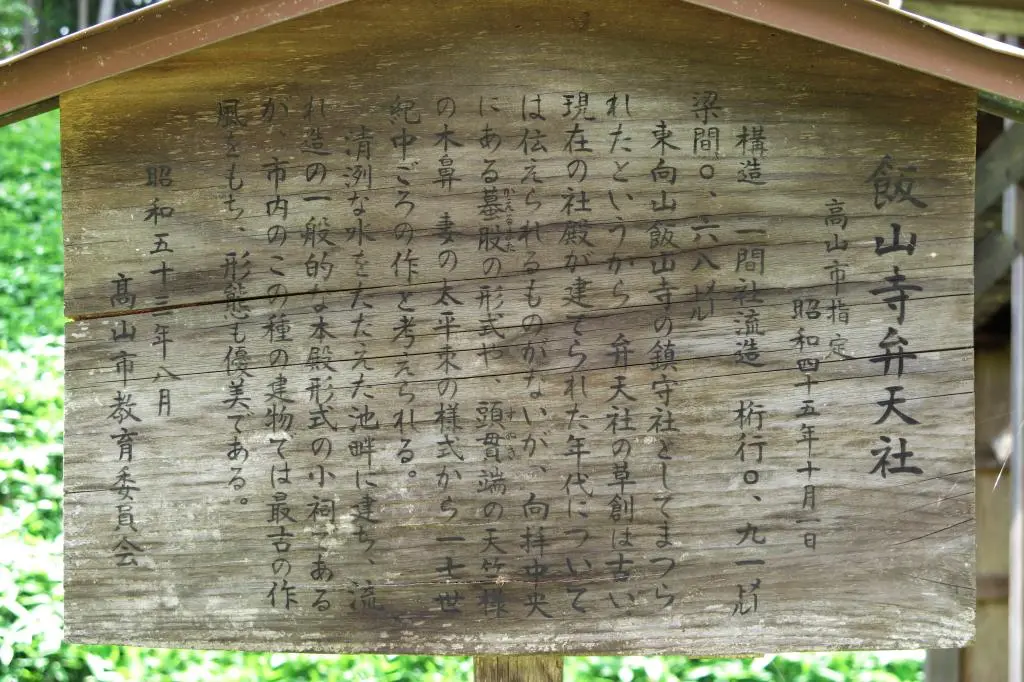 飯山寺弁天社
高山市指定
昭和四十五年十月一日
構造 一間社流造 桁行〇、九一㍍
梁間〇、六八㍍
東向山飯山寺の鎮守社としてまつら
れたというから 弁天社の草創は古い。
現在の社殿が建てられた年代について
は伝えられるものがないが、向拝中央
にある蟇股の形式や、頭貫端の天竺様
かえるまた
の木鼻 妻の太平束の様式から 一七世
紀中ごろの作と考えられる。
清洌な水をたたえた池畔に建ち、流
れ造の一般的な本殿形式の小祠である
が、市内のこの種の建物では最古の作
風をもち、形態も優美である。
昭和五十三年八月
高山市教育委員会